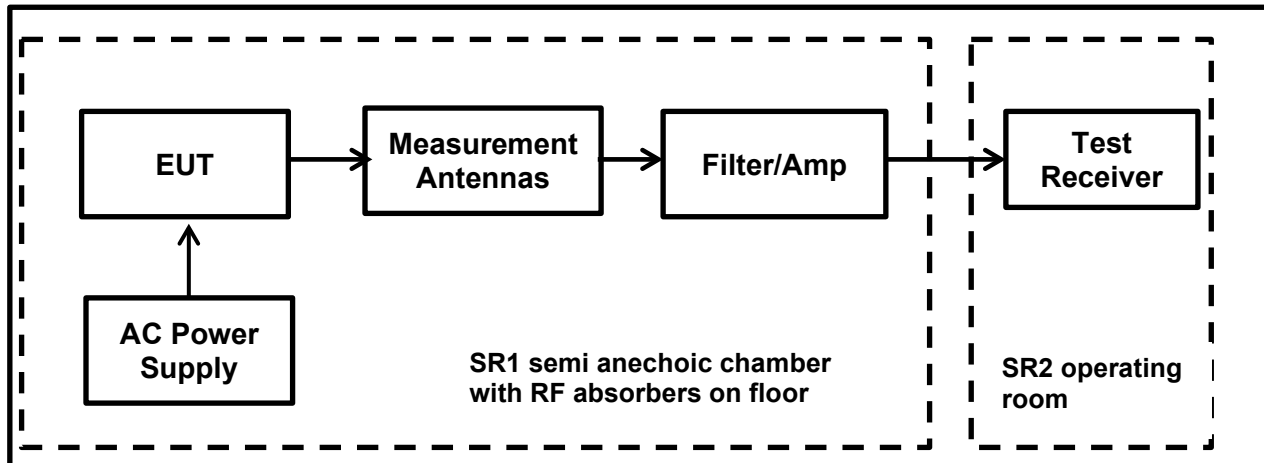 EUT
Measurement
Antennas
Filter/Amp
Test
Receiver
AC Power
Supply
SR1 semi anechoic chamber
with RF absorbers on floor
SR2 operating
room